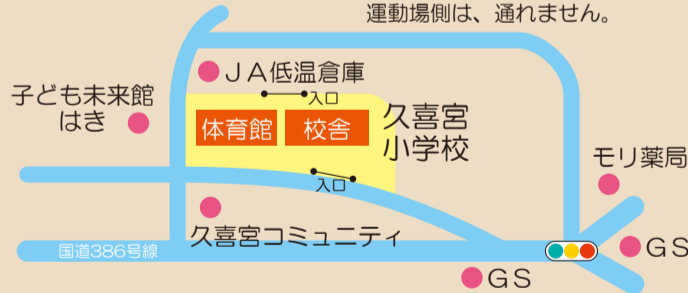 運動場側は、通れません。
JA低温倉庫
子ども未来館
はき
入口
体育館
校舎
久喜宮
小学校
モリ薬局
入口
久喜宮コミュニティ
国道386号線
GS
GS